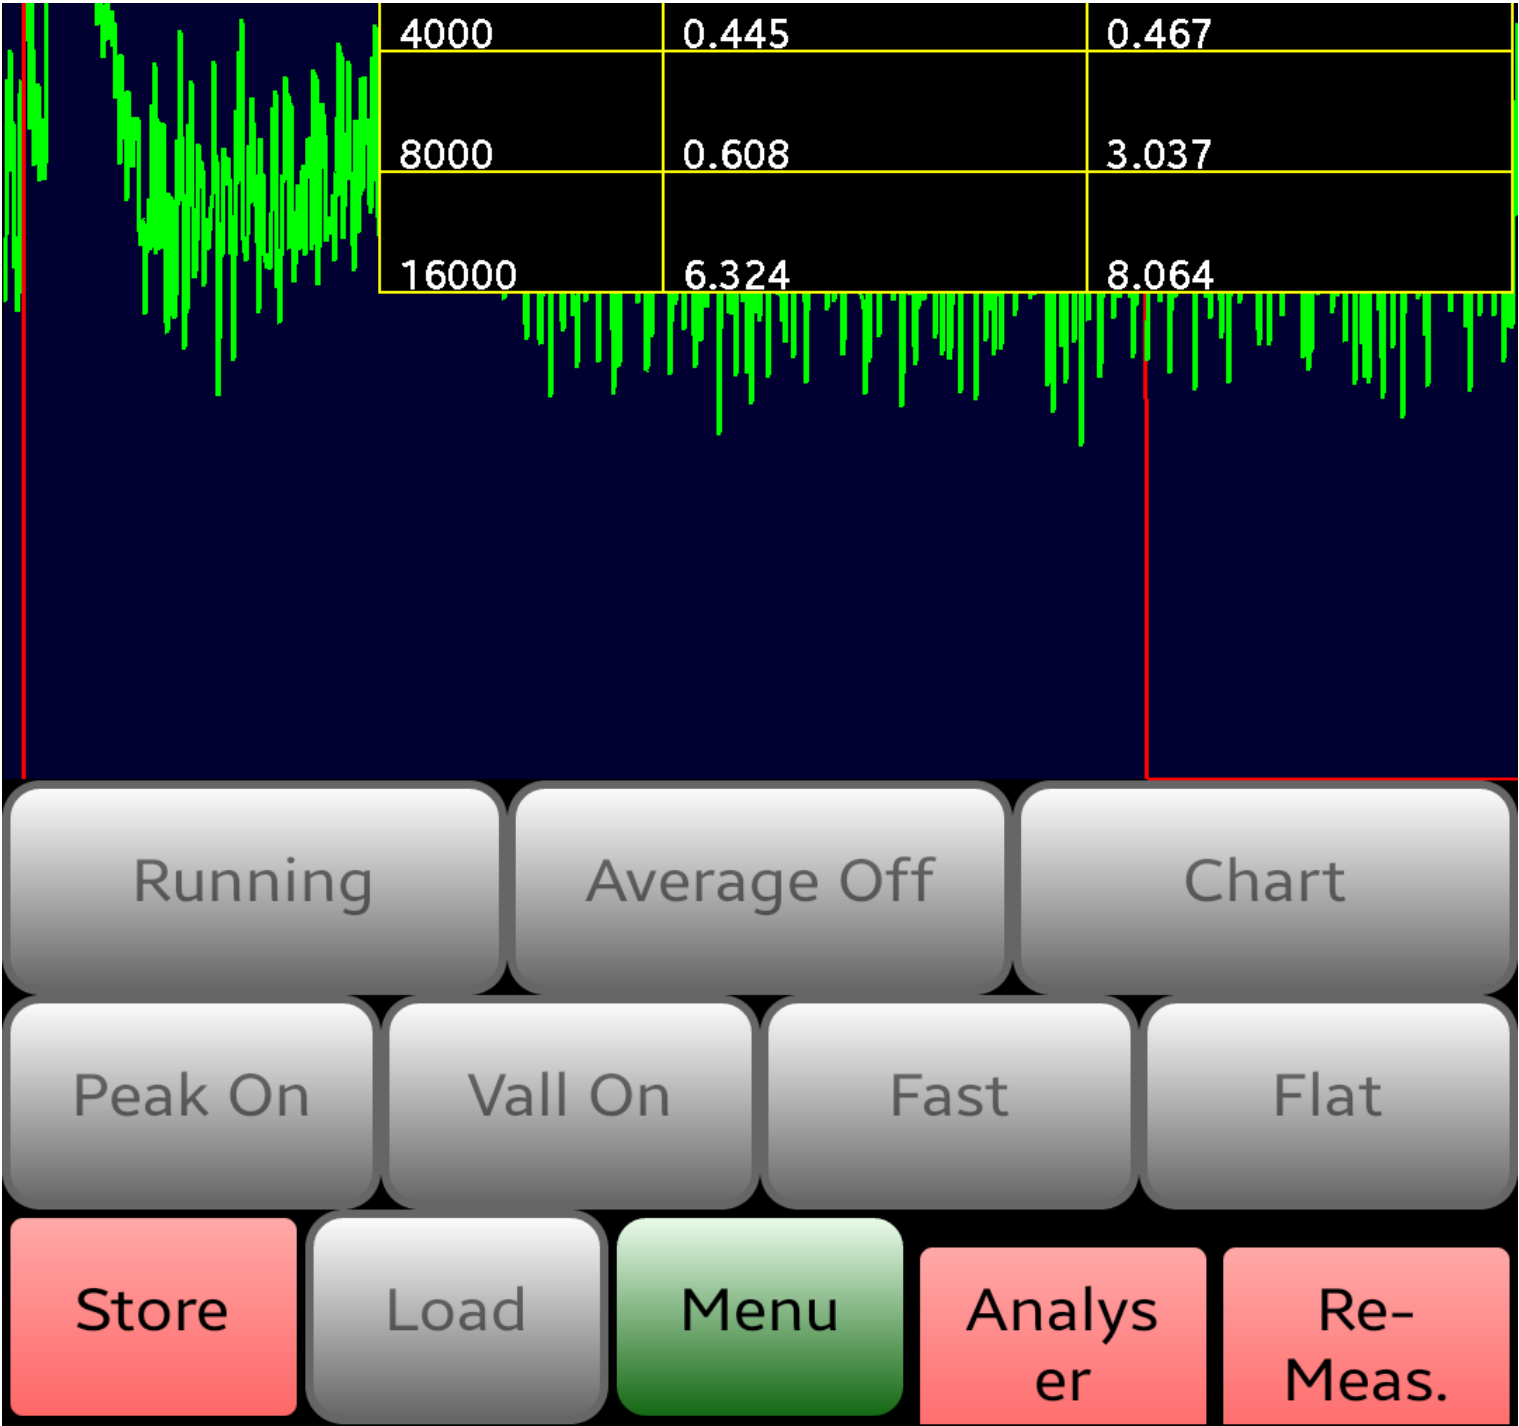 4000 0.445 0.467
8000 0.608 3.037
16000 6.324 8.064
Running Average Off Chart
Peak On Vall On Fast Flat
Store Load Menu Analys
er Re-
Meas.